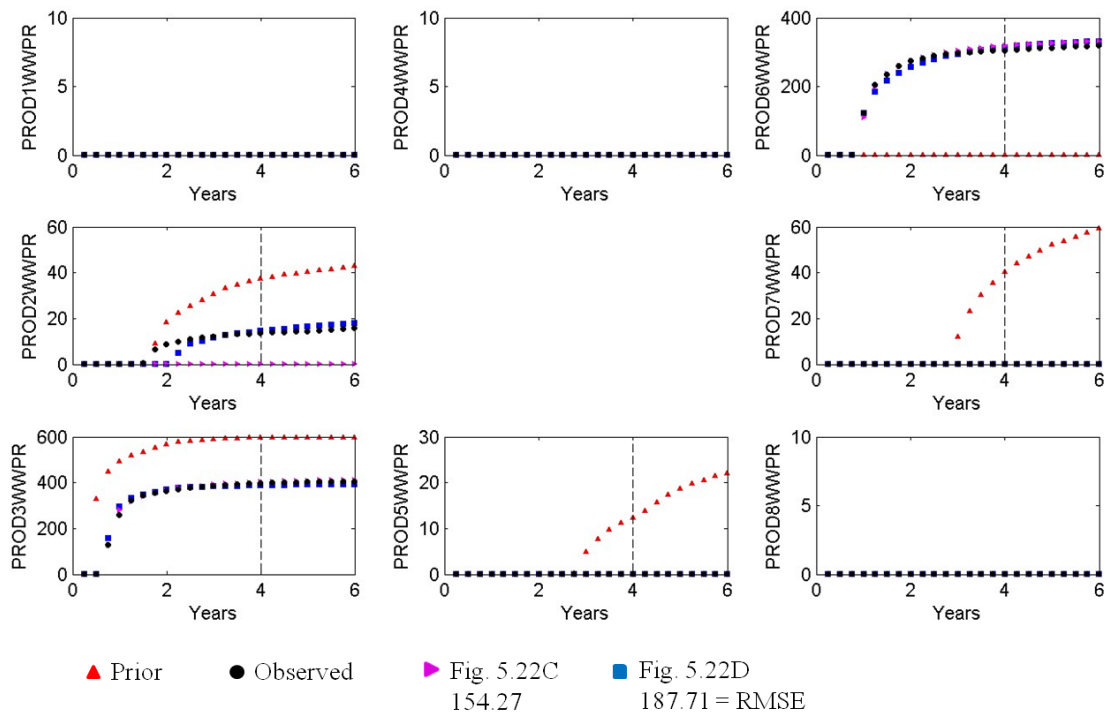 10
5
0
PROD1WWPR
0 2 4 6
Years
10
5
0
PROD4WWPR
0 2 4 6
Years
400
200
0
PROD6WWPR
0 2 4 6
Years
60
40
20
0
PROD2WWPR
0 2 4 6
Years
60
40
20
0
PROD7WWPR
0 2 4 6
Years
600
400
200
0
PROD3WWPR
0 2 4 6
Years
30
20
10
0
PROD5WWPR
0 2 4 6
Years
10
5
0
PROD8WWPR
0 2 4 6
Years
Prior Observed Fig. 5.22C Fig. 5.22D
154.27 187.71 = RMSE